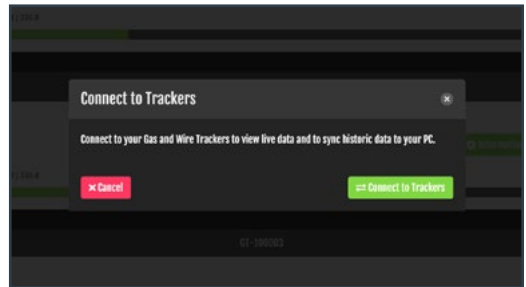 Connect to Trackers
Connect to your Gas and Wire Trackers to view live data and to sync historic data to your PC.
Cancel
Connect to Trackers
GT-100003